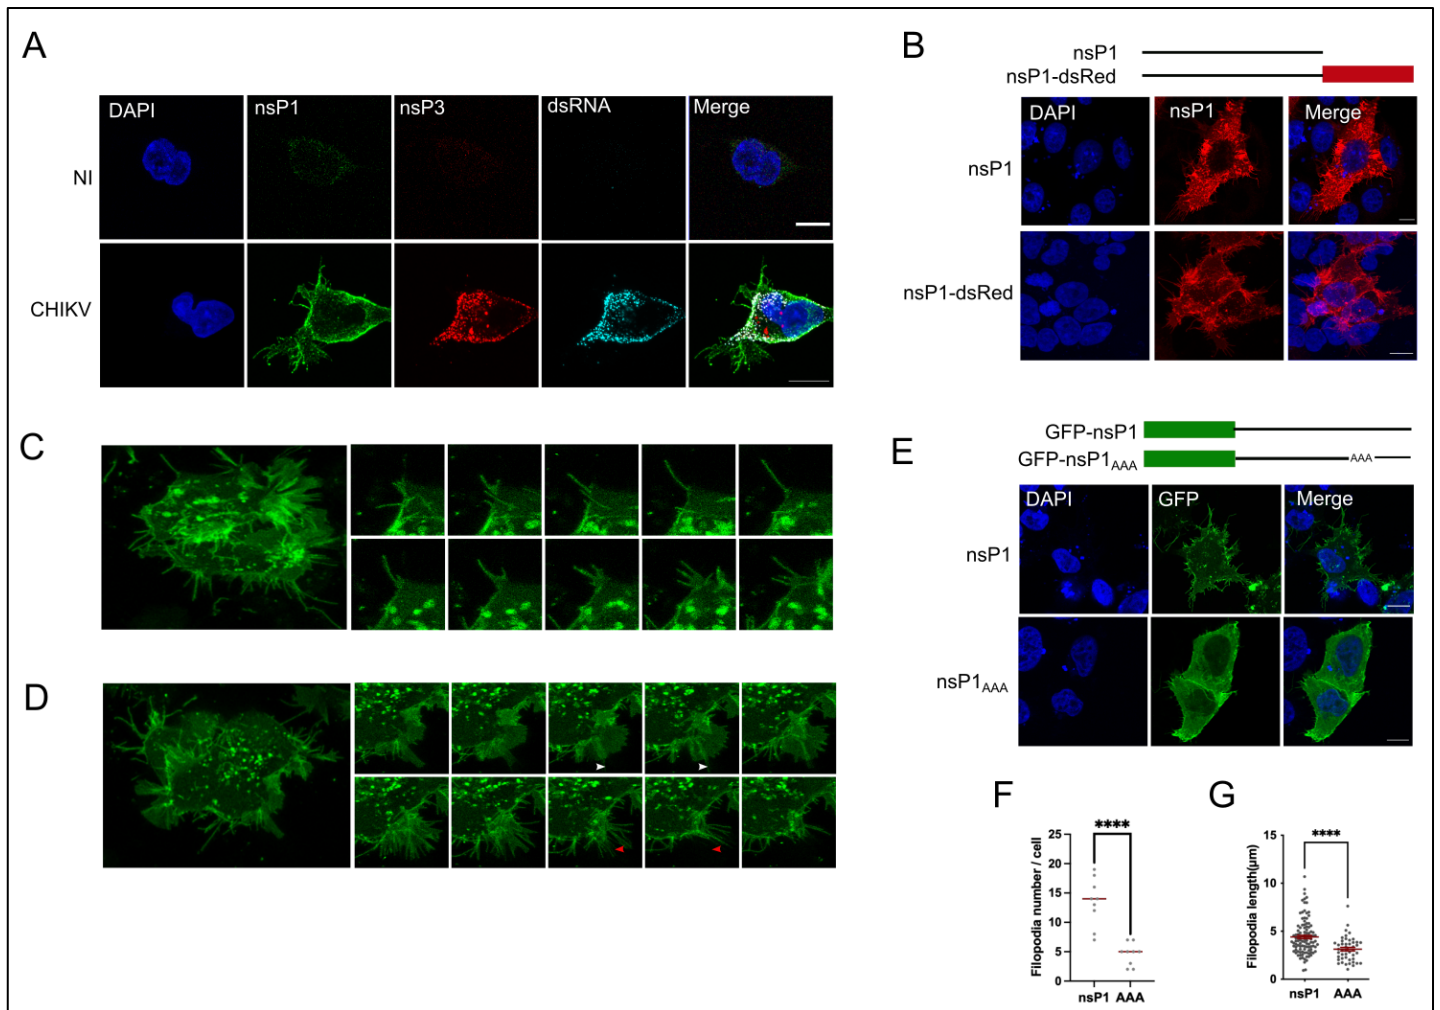 A
DAPI nsP1 nsP3 dsRNA Merge
NI
CHIKV
B
nsP1
nsP1-dsRed
DAPI nsP1 Merge
nsP1
nsP1-dsRed
C
D
E
GFP-nsP1
GFP-nsP1AAA
AAA
DAPI GFP Merge
nsP1
nsP1AAA
F
****
Filopodia number / cell
25
20
15
10
5
0
nsP1 AAA
G
****
Filopodia length(µm)
15
10
5
0
nsP1 AAA